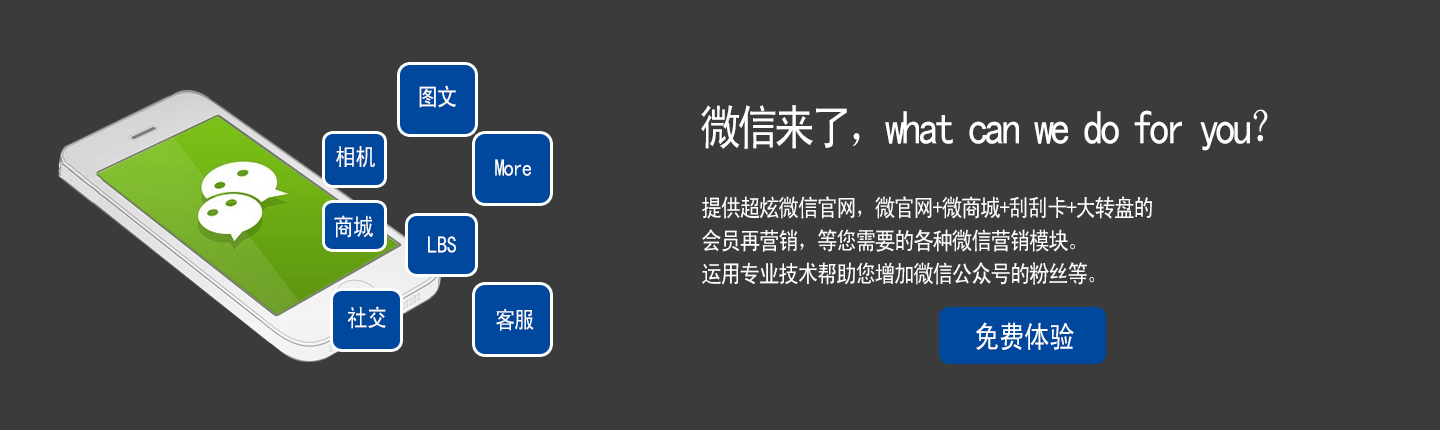 图文
相机
More
商城
LBS
社交
客服
微信来了，what can we do for you？
提供超炫微信官网，微官网+微商城+刮刮卡+大转盘的
会员再营销，等您需要的各种微信营销模块。
运用专业技术帮助您增加微信公众号的粉丝等。
免费体验